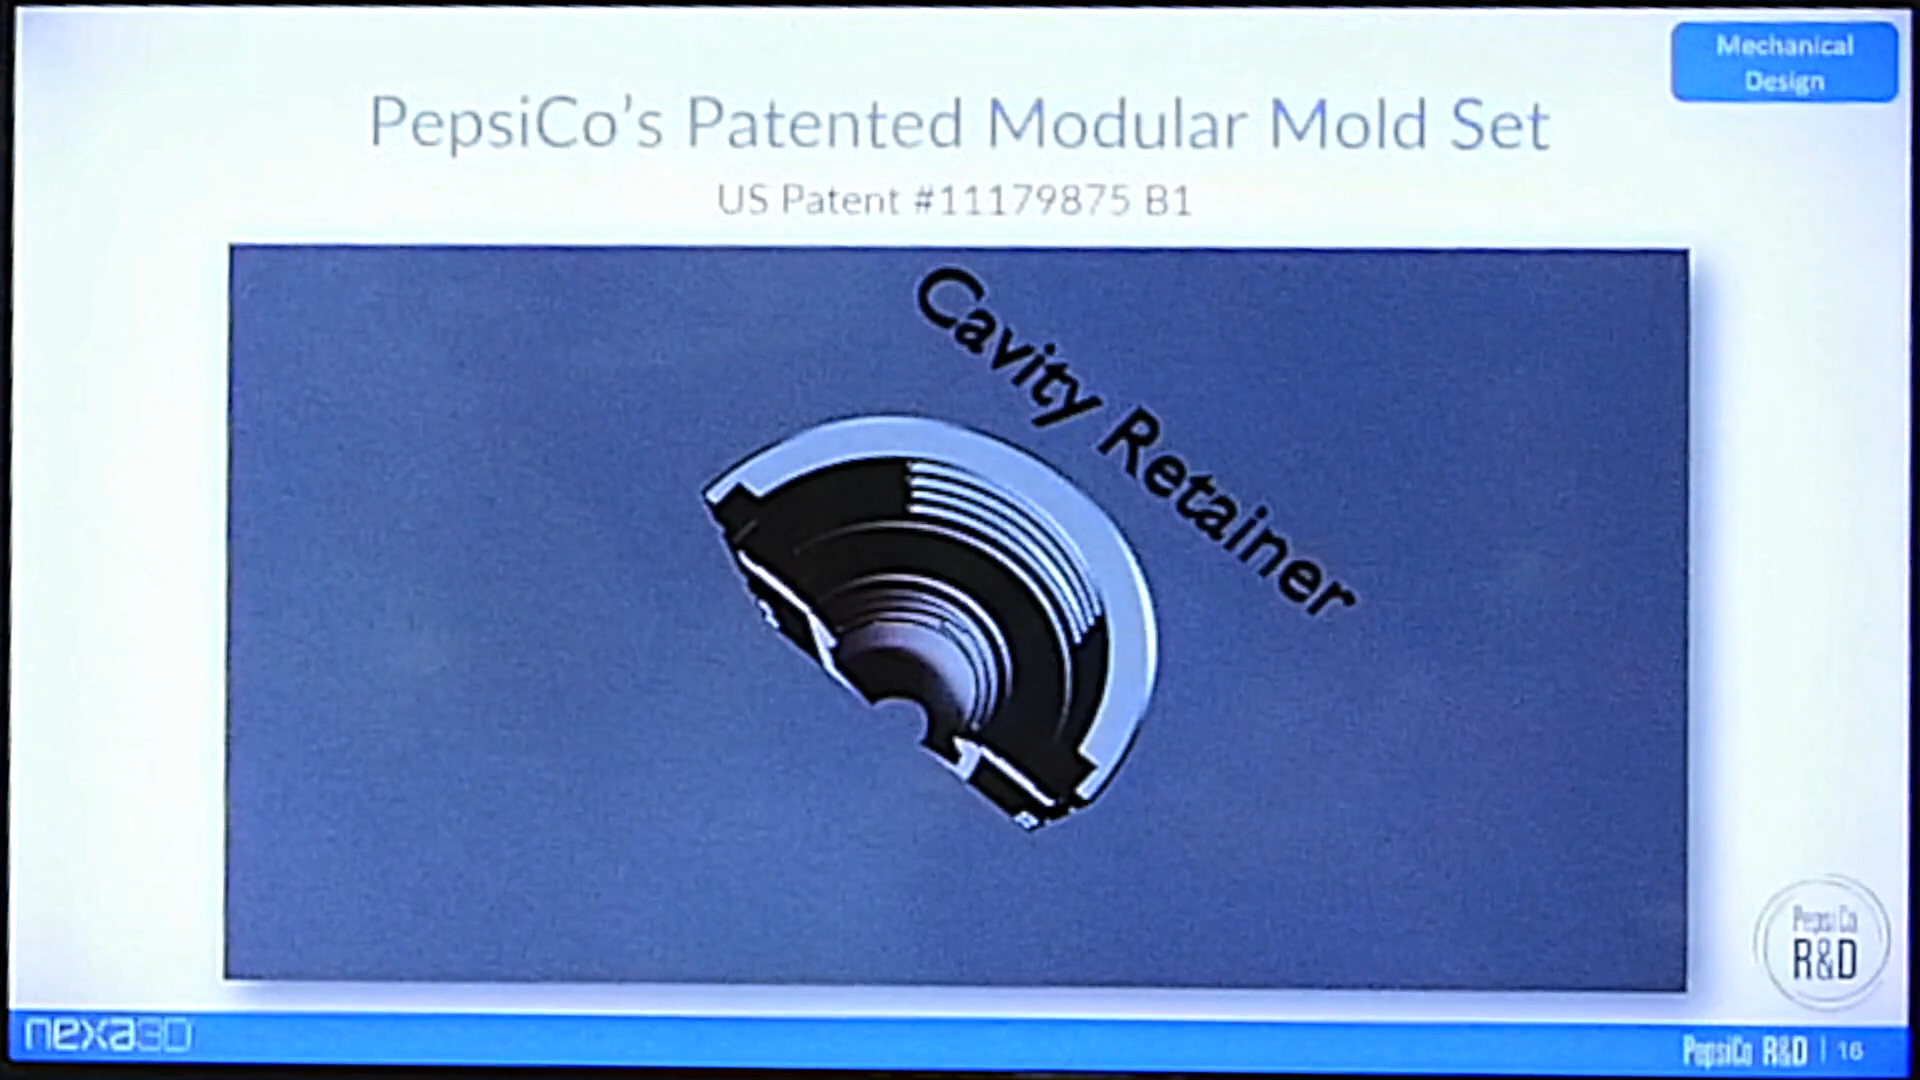 Mechanical
Design
PepsiCo's Patented Modular Mold Set
US Patent #11179875 B1
Cavity Retainer
PepsiCo
R&D
nexa3D
PepsiCo R&D | 16